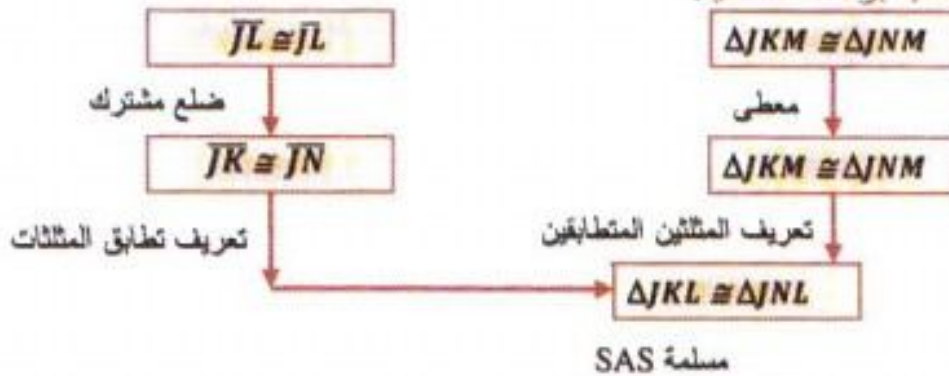 JL ≅ JL
ΔJKM ≅ ΔJNM
ضلع مشترك
معطى
JK ≅ JN
ΔJKM ≅ ΔJNM
تعريف تطابق المثلثات
تعريف المثلثين المتطابقين
ΔJKL ≅ ΔJNL
مسلمة SAS